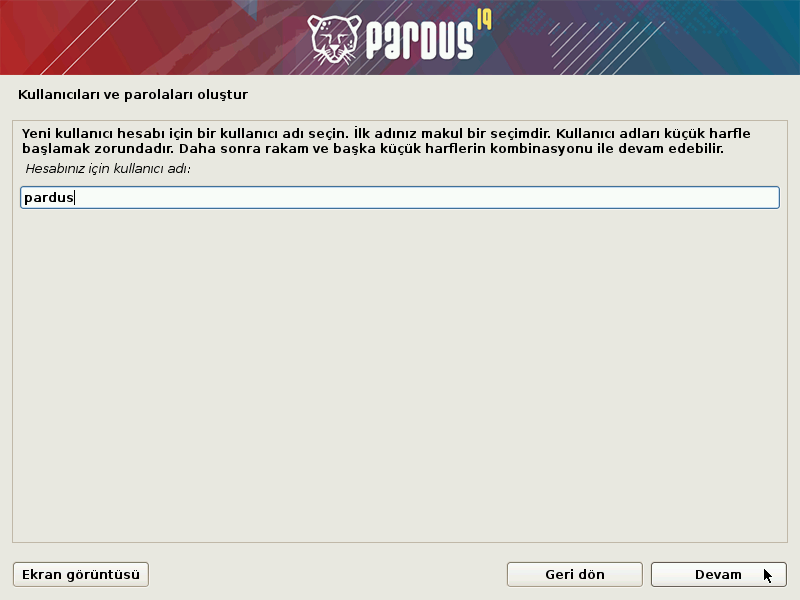 pardus 19
Kullanıcıları ve parolaları oluştur
Yeni kullanıcı hesabı için bir kullanıcı adı seçin. İlk adınız makul bir seçimdir. Kullanıcı adları küçük harfle
başlamak zorundadır. Daha sonra rakam ve başka küçük harflerin kombinasyonu ile devam edebilir.
Hesabınız için kullanıcı adı:
pardus
Ekran görüntüsü
Geri dön
Devam